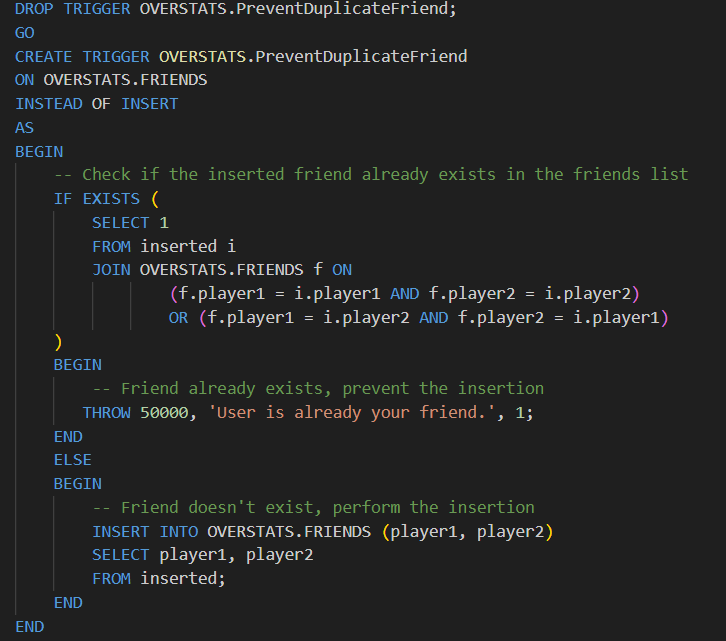 DROP TRIGGER OVERSTATS.PreventDuplicateFriend;
GO
CREATE TRIGGER OVERSTATS.PreventDuplicateFriend
ON OVERSTATS.FRIENDS
INSTEAD OF INSERT
AS
BEGIN
    -- Check if the inserted friend already exists in the friends list
    IF EXISTS (
        SELECT 1
        FROM inserted i
        JOIN OVERSTATS.FRIENDS f ON
                (f.player1 = i.player1 AND f.player2 = i.player2)
                OR (f.player1 = i.player2 AND f.player2 = i.player1)
    )
    BEGIN
        -- Friend already exists, prevent the insertion
       THROW 50000, 'User is already your friend.', 1;
    END
    ELSE
    BEGIN
        -- Friend doesn't exist, perform the insertion
        INSERT INTO OVERSTATS.FRIENDS (player1, player2)
        SELECT player1, player2
        FROM inserted;
    END
END